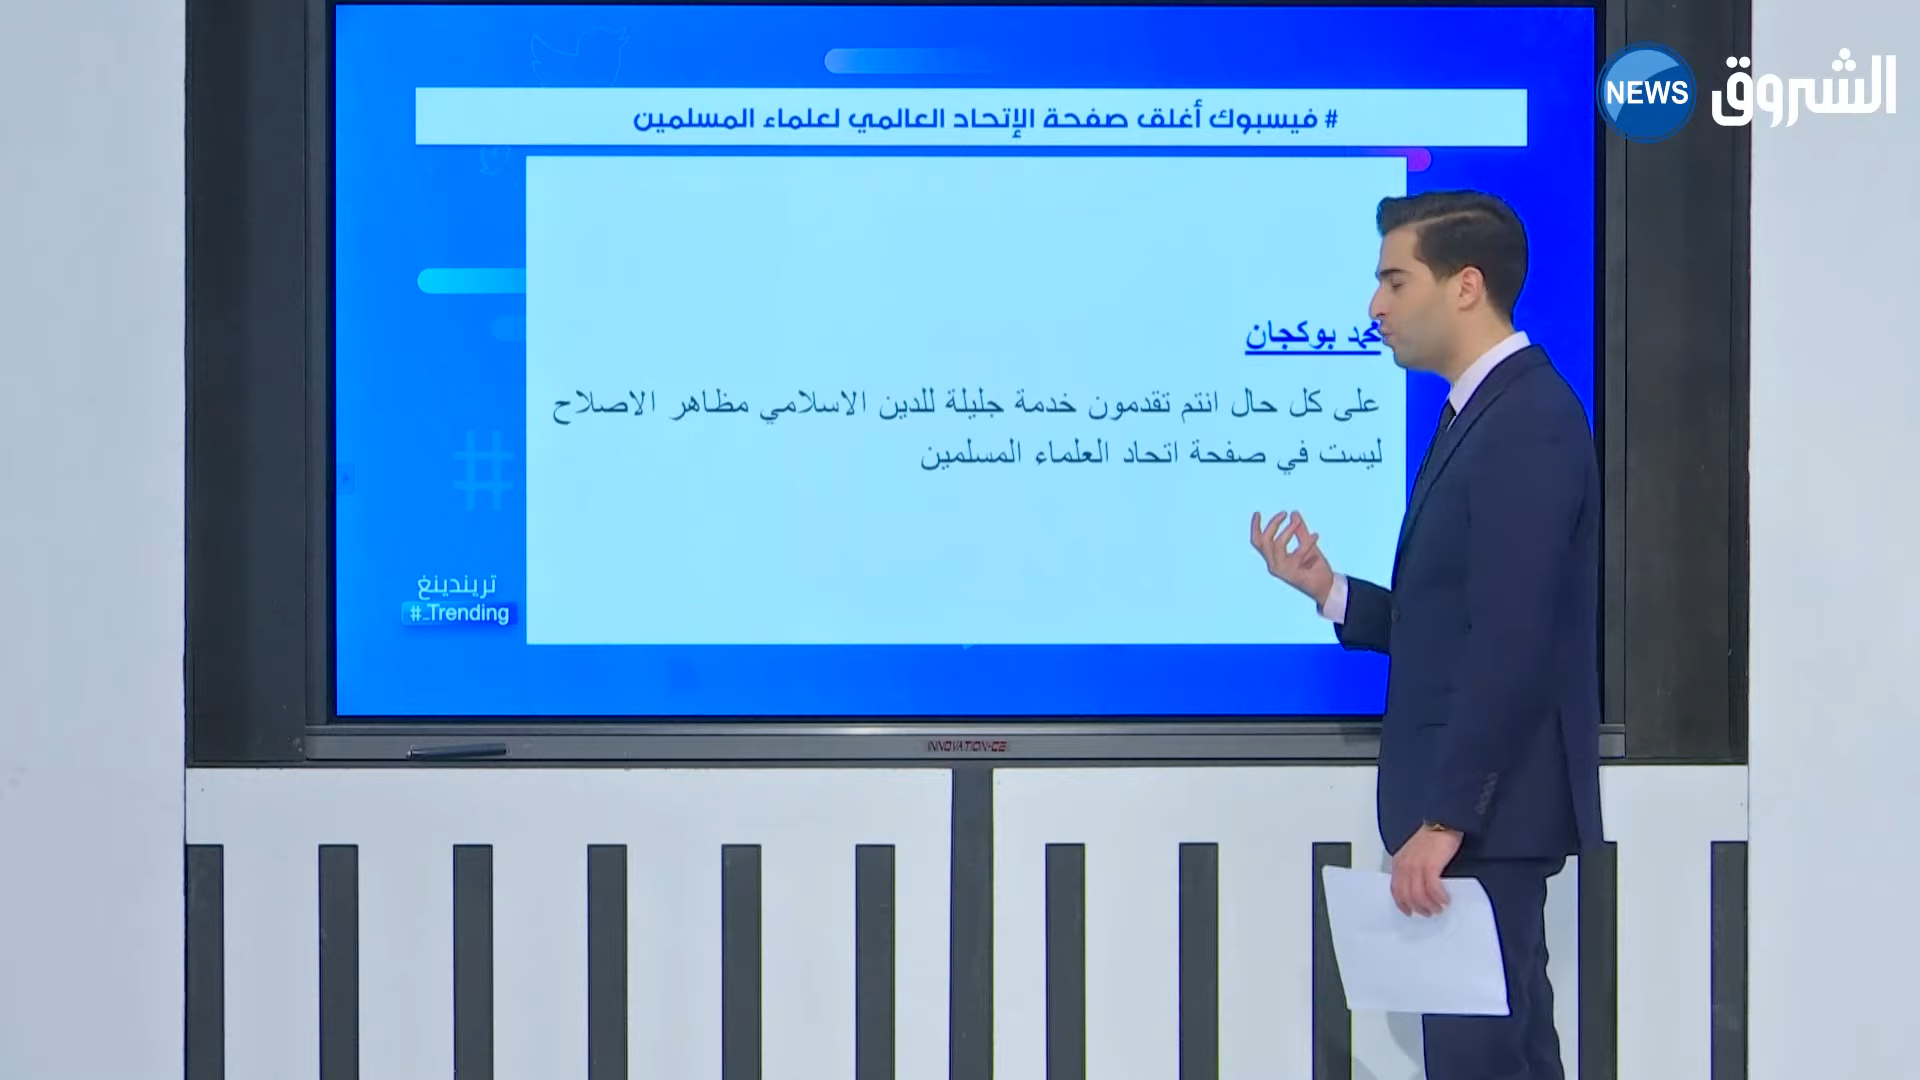 الشروق NEWS
# فيسبوك أغلق صفحة الإتحاد العالمي لعلماء المسلمين
محمد بوكجان
على كل حال انتم تقدمون خدمة جليلة للدين الاسلامي مظاهر الاصلاح
ليست في صفحة اتحاد العلماء المسلمين
تريندينغ
#_Trending
INNOVATION-CE